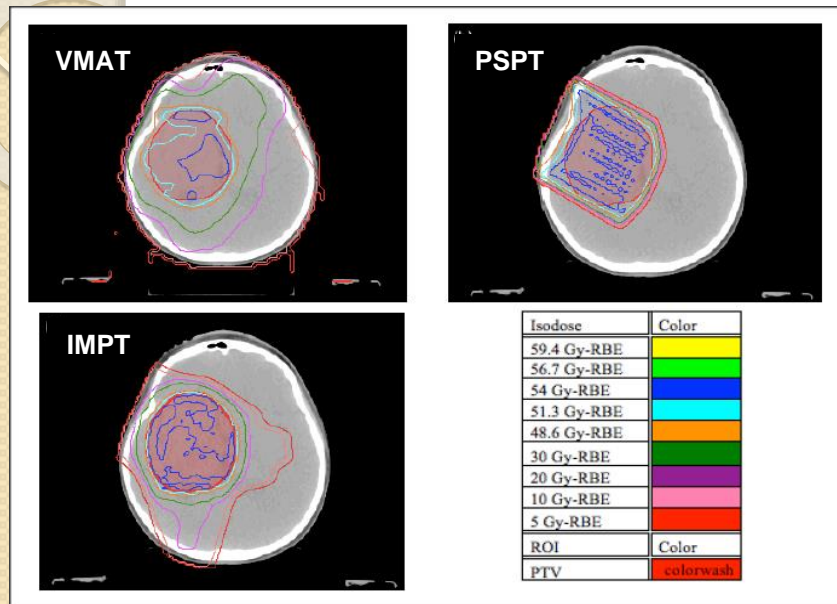 VMAT
PSPT
IMPT
Isodose Color
59.4 Gy-RBE
56.7 Gy-RBE
54 Gy-RBE
51.3 Gy-RBE
48.6 Gy-RBE
30 Gy-RBE
20 Gy-RBE
10 Gy-RBE
5 Gy-RBE
ROI Color
PTV colorwash